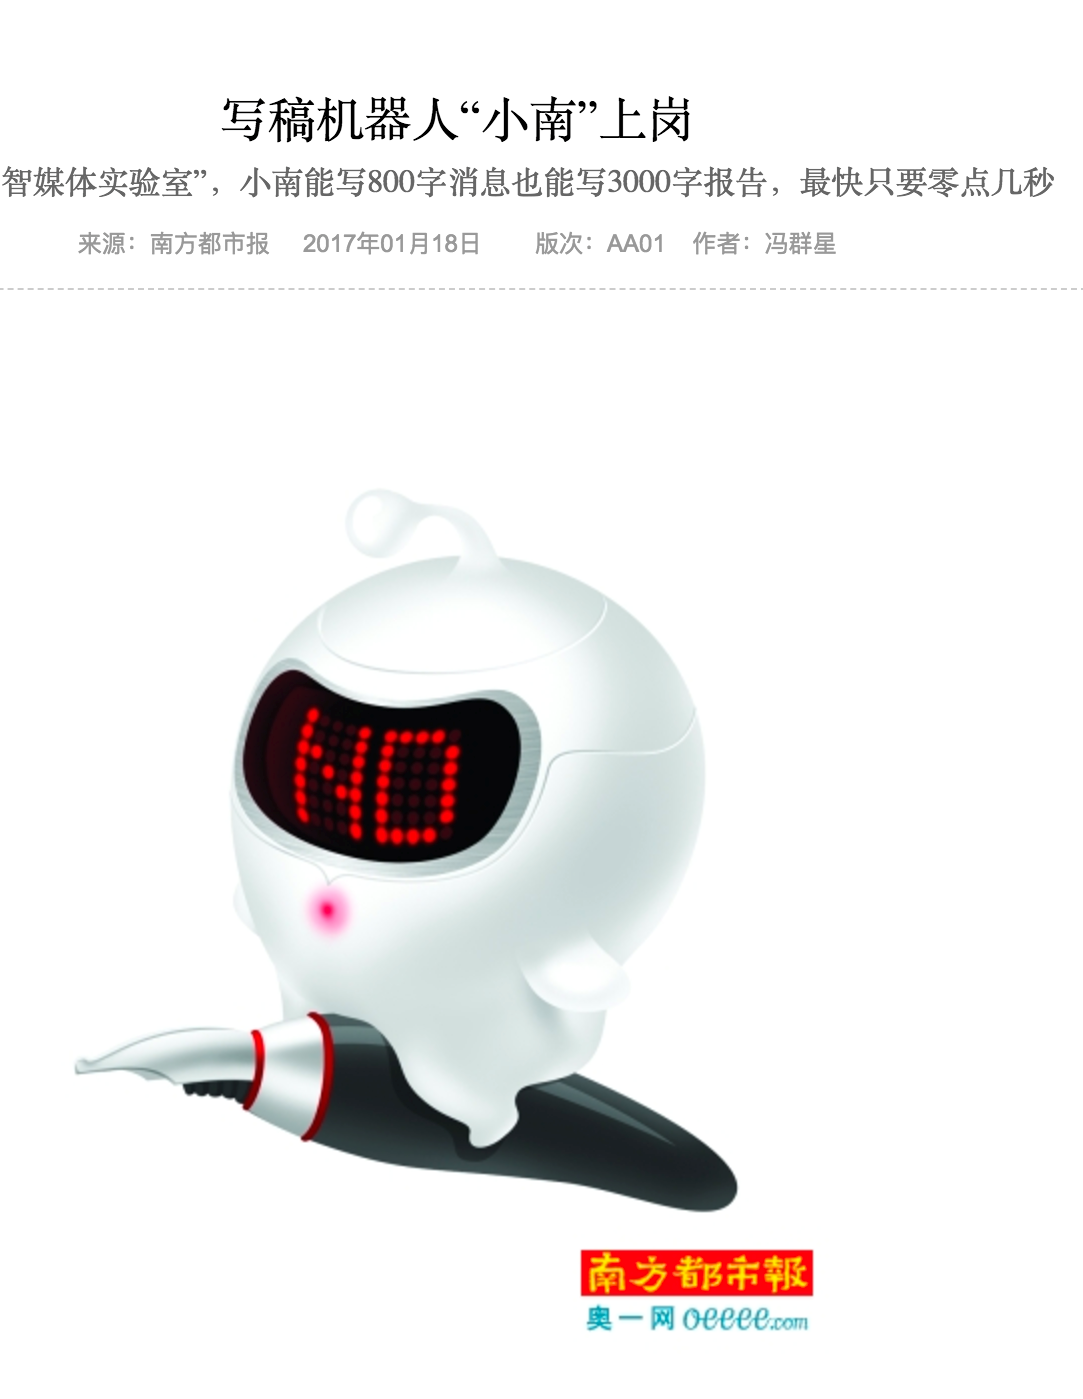 写稿机器人“小南”上岗
智媒体实验室”，小南能写800字消息也能写3000字报告，最快只要零点几秒
来源：南方都市报 2017年01月18日 版次：AA01 作者：冯群星
NO
南方都市報
奥一网 oeeee.com